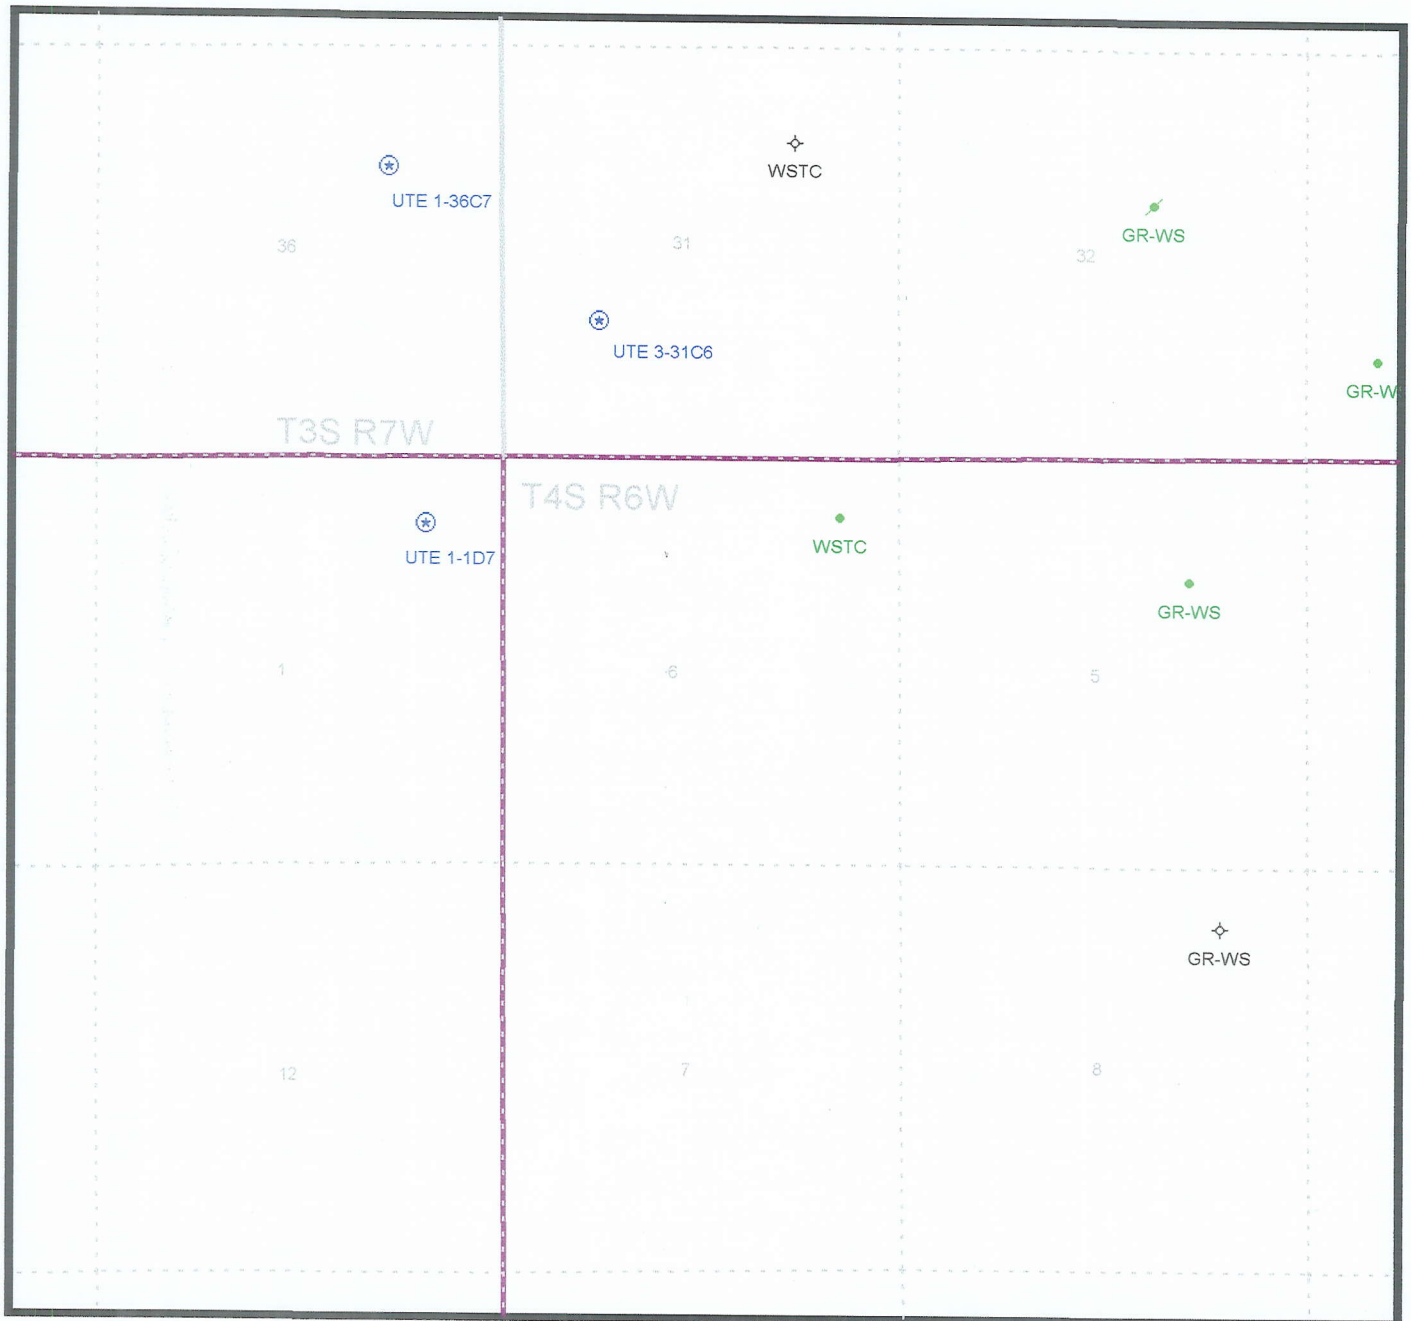 WSTC
UTE 1-36C7
GR-WS
36
31
32
UTE 3-31C6
GR-W
T3S R7W
T4S R6W
UTE 1-1D7
WSTC
GR-WS
1
6
5
GR-WS
12
7
8